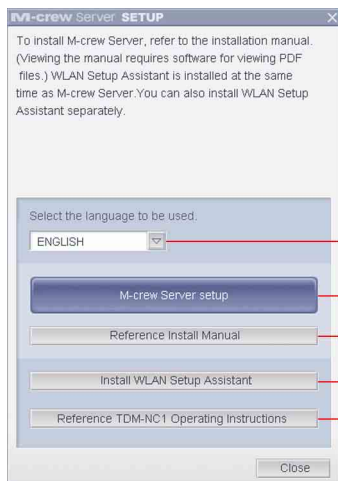 M-crew Server SETUP
To install M-crew Server, refer to the installation manual.
(Viewing the manual requires software for viewing PDF
files.) WLAN Setup Assistant is installed at the same
time as M-crew Server.You can also install WLAN Setup
Assistant separately.
Select the language to be used.
ENGLISH
M-crew Server setup
Reference Install Manual
Install WLAN Setup Assistant
Reference TDM-NC1 Operating Instructions
Close